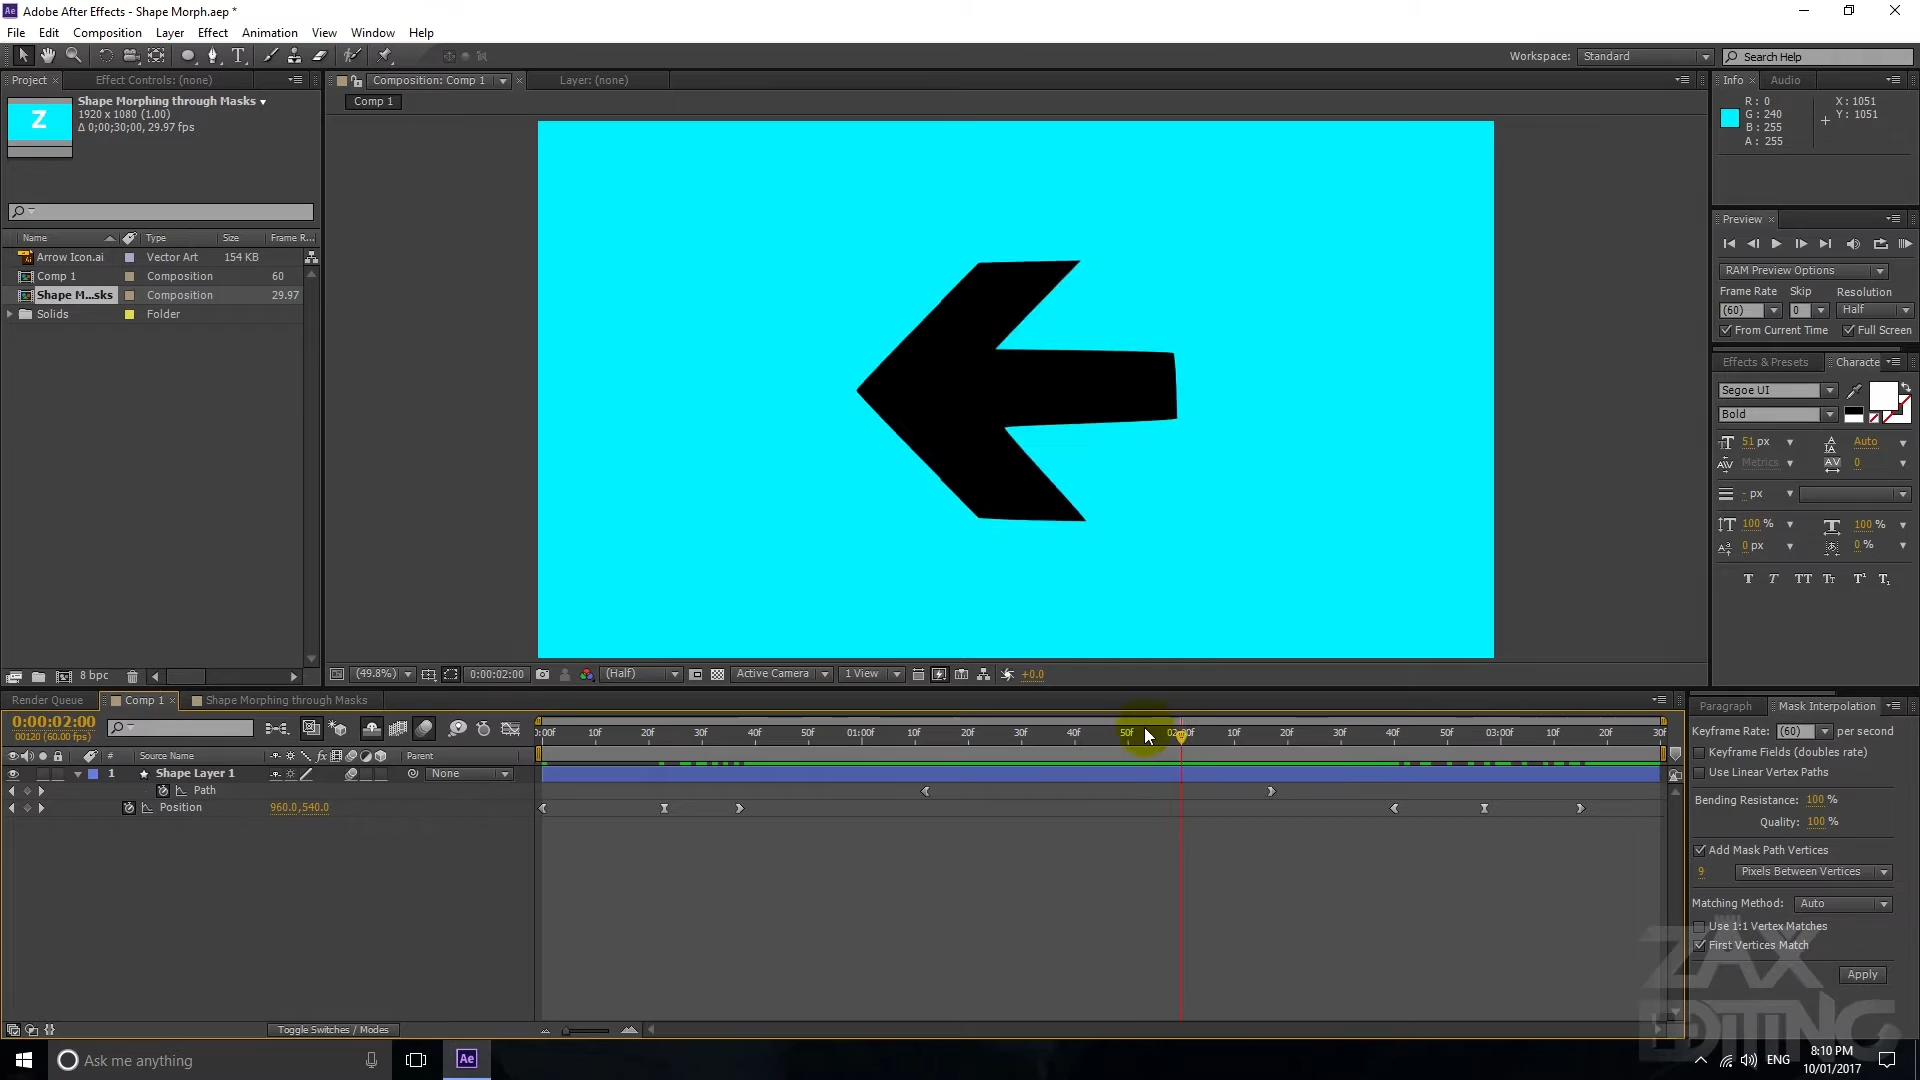 Adobe After Effects - Shape Morph.aep *
File Edit Composition Layer Effect Animation View Window Help
Workspace: Standard Search Help
Project Effect Controls: (none) Composition: Comp 1 Layer: (none) Info Audio
Shape Morphing through Masks
1920 x 1080 (1.00)
Δ 0;00;30;00, 29.97 fps
Z
Comp 1
R : 0 X : 1051
G : 240 Y : 1051
B : 255
A : 255
Preview
RAM Preview Options
Frame Rate Skip Resolution
(60) 0 Half
From Current Time Full Screen
Name Type Size Frame R...
Arrow Icon.ai Vector Art 154 KB
Comp 1 Composition 60
Shape M...sks Composition 29.97
Solids Folder
Effects & Presets Characte
Segoe UI
Bold
51 px Auto
Metrics 0
- px
100 % 100 %
0 px 0 %
T T TT Tr T¹ T₁
8 bpc
(49.8%) 0:00:02:00 (Half) Active Camera 1 View +0.0
Render Queue Comp 1 Shape Morphing through Masks
0:00:02:00
00120 (60.00 fps)
0:00f 10f 20f 30f 40f 50f 01:00f 10f 20f 30f 40f 50f 02:00f 10f 20f 30f 40f 50f 03:00f 10f 20f 30f
# Source Name Parent
1 Shape Layer 1 None
Path
Position 960.0,540.0
Toggle Switches / Modes
Paragraph Mask Interpolation
Keyframe Rate: (60) per second
Keyframe Fields (doubles rate)
Use Linear Vertex Paths
Bending Resistance: 100 %
Quality: 100 %
Add Mask Path Vertices
9 Pixels Between Vertices
Matching Method: Auto
Use 1:1 Vertex Matches
First Vertices Match
Apply
ZAX
EDITING
Ask me anything
Ae
ENG
8:10 PM
10/01/2017